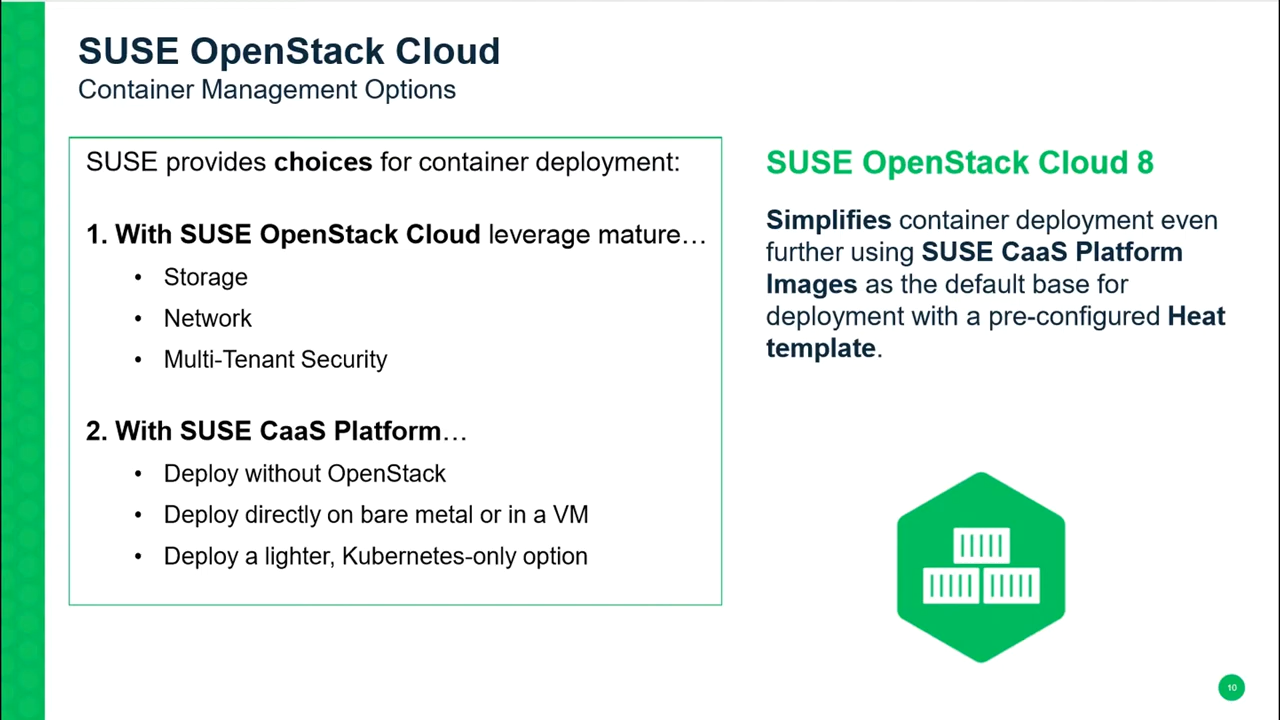 SUSE OpenStack Cloud
Container Management Options
SUSE provides choices for container deployment:
1. With SUSE OpenStack Cloud leverage mature…
• Storage
• Network
• Multi-Tenant Security
2. With SUSE CaaS Platform…
• Deploy without OpenStack
• Deploy directly on bare metal or in a VM
• Deploy a lighter, Kubernetes-only option
SUSE OpenStack Cloud 8
Simplifies container deployment even
further using SUSE CaaS Platform
Images as the default base for
deployment with a pre-configured Heat
template.
10